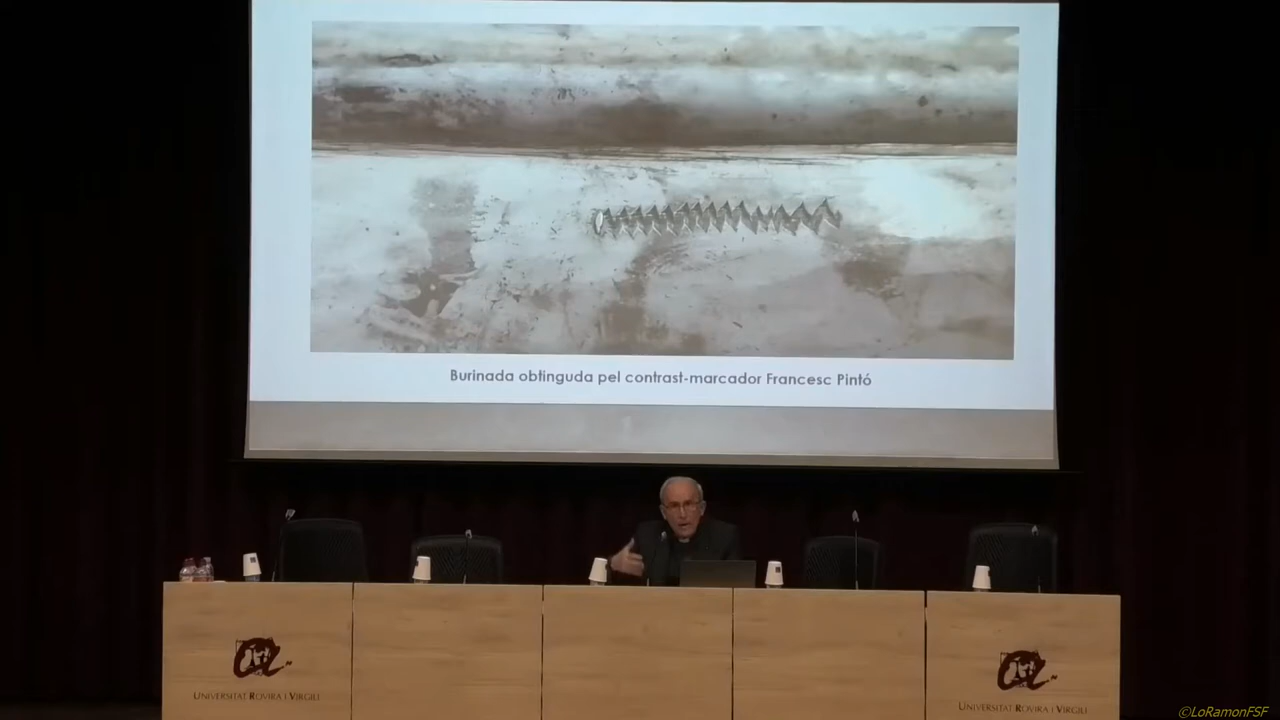 Burinada obtinguda pel contrast-marcador Francesc Pintó
UNIVERSITAT ROVIRA I VIRGILI
UNIVERSITAT ROVIRA I VIRGILI
©LoRamonFSF